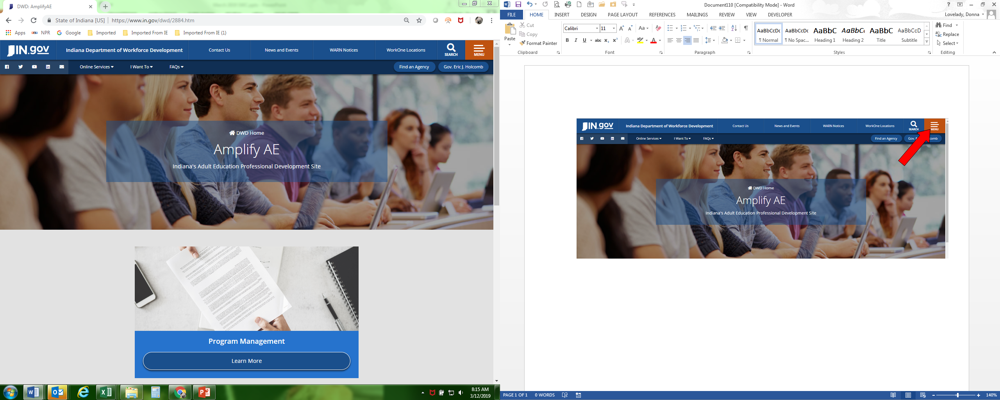 DWD: AmplifyAE
State of Indiana [US] | https://www.in.gov/dwd/2884.htm
Apps NPR Google Imported Imported From IE Imported From IE (1)
IN.gov Indiana Department of Workforce Development Contact Us News and Events WARN Notices WorkOne Locations SEARCH MENU
Online Services I Want To FAQs Find an Agency Gov. Eric J. Holcomb
DWD Home
Amplify AE
Indiana's Adult Education Professional Development Site
Program Management
Learn More
8:15 AM
3/12/2019
Document110 [Compatibility Mode] - Word
FILE HOME INSERT DESIGN PAGE LAYOUT REFERENCES MAILINGS REVIEW VIEW DEVELOPER Lovelady, Donna
Paste Cut
Copy
Format Painter
Clipboard
Calibri 11
Font
Paragraph
AaBbCcDc AaBbCcDc AaBbC AaBbCc AaBbC AaBbCcD
¶ Normal ¶ No Spac... Heading 1 Heading 2 Title Subtitle
Styles
Find
Replace
Select
Editing
IN.gov Indiana Department of Workforce Development Contact Us News and Events WARN Notices WorkOne Locations SEARCH MENU
Online Services I Want To FAQs Find an Agency Gov.
DWD Home
Amplify AE
Indiana's Adult Education Professional Development Site
PAGE 1 OF 1 0 WORDS 140%